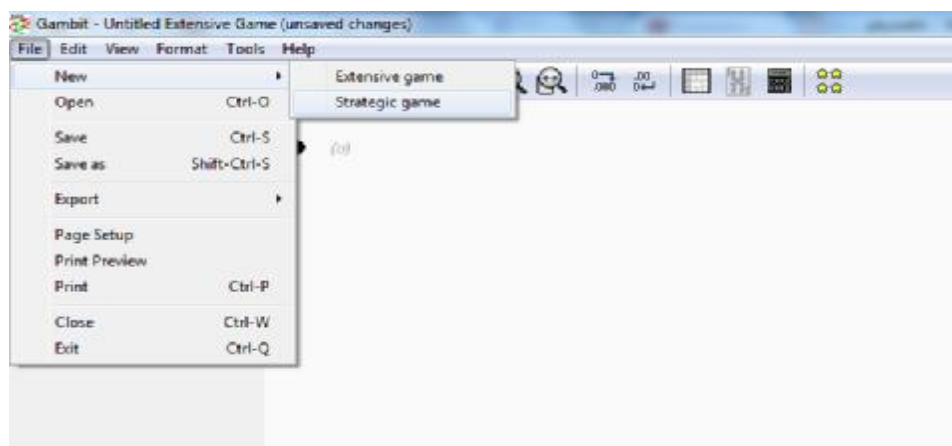 Gambit - Untitled Extensive Game (unsaved changes)
File Edit View Format Tools Help
New
Extensive game
Open Ctrl-O
Strategic game
Save Ctrl-S
Save as Shift-Ctrl-S
Export
Page Setup
Print Preview
Print Ctrl-P
Close Ctrl-W
Exit Ctrl-Q